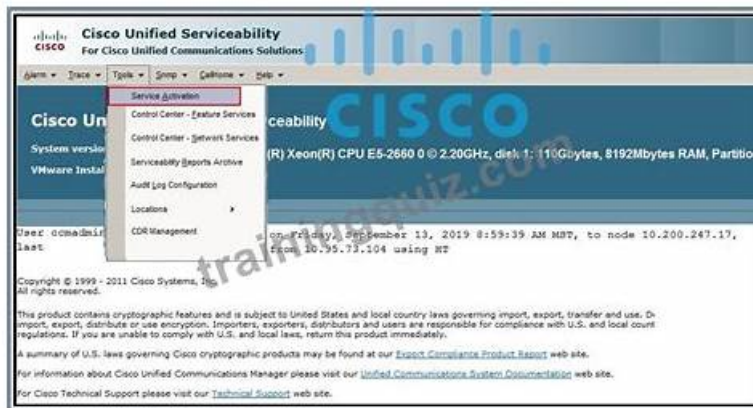 CISCO
Cisco Unified Serviceability
For Cisco Unified Communications Solutions
Alarm Trace Tools Snmp CallHome Help
Service Activation
Control Center - Feature Services
Control Center - Network Services
Serviceability Reports Archive
Audit Log Configuration
Locations
CDR Management
Cisco Un ceability
CISCO
System versio
(R) Xeon(R) CPU E5-2660 0 © 2.20GHz, disk 1: 110Gbytes, 8192Mbytes RAM, Partitio
VMware Instal
trainingquiz.com
User ccmadmin on Friday, September 13, 2019 8:59:39 AM MST, to node 10.200.247.17,
last from 10.95.73.104 using HT
Copyright © 1999 - 2011 Cisco Systems, Inc.
All rights reserved.
This product contains cryptographic features and is subject to United States and local country laws governing import, export, transfer and use. D
import, export, distribute or use encryption. Importers, exporters, distributors and users are responsible for compliance with U.S. and local count
regulations. If you are unable to comply with U.S. and local laws, return this product immediately.
A summary of U.S. laws governing Cisco cryptographic products may be found at our Export Compliance Product Report web site.
For information about Cisco Unified Communications Manager please visit our Unified Communications System Documentation web site.
For Cisco Technical Support please visit our Technical Support web site.